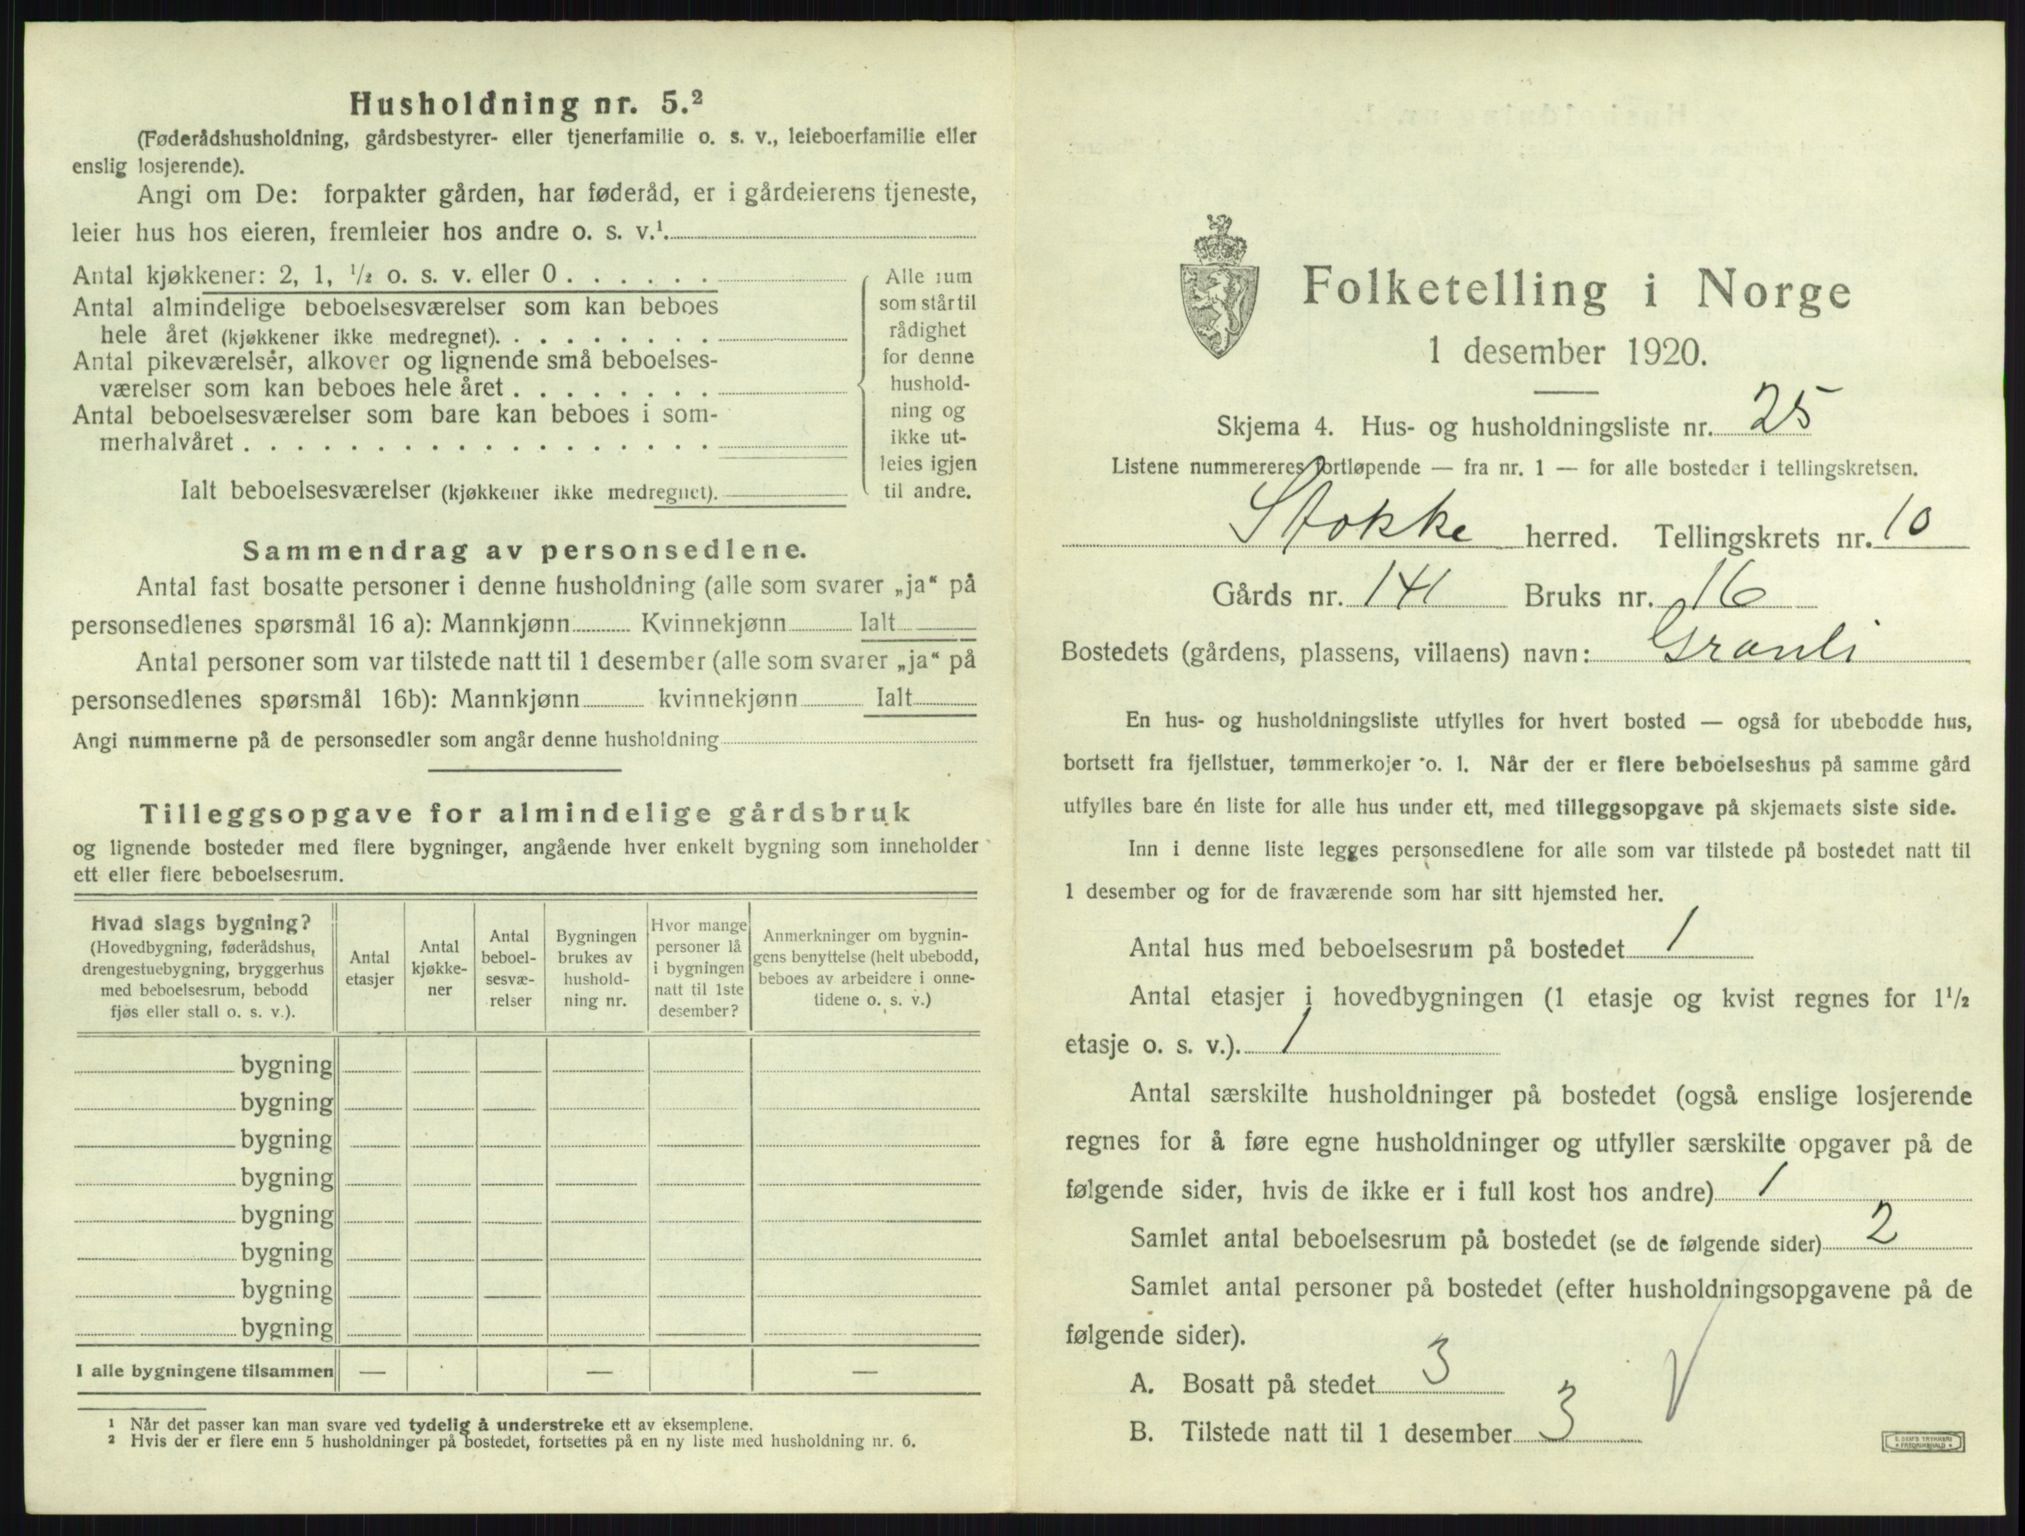 Husholdning nr. 5.²
(Føderådshusholdning, gårdsbestyrer- eller tjenerfamilie o. s. v., leieboerfamilie eller
enslig losjerende).
Angi om De: forpakter gården, har føderåd, er i gårdeierens tjeneste,
leier hus hos eieren, fremleier hos andre o. s. v.¹.
Antal kjøkkener: 2, 1, ½ o. s. v. eller 0 . . . . . .
Antal almindelige beboelsesværelser som kan beboes
hele året (kjøkkener ikke medregnet). . . . . . . . .
Antal pikeværelser, alkover og lignende små beboelses-
værelser som kan beboes hele året . . . . . . . .
Antal beboelsesværelser som bare kan beboes i som-
merhalvåret . . . . . . . . . . . . . . . . . .
Ialt beboelsesværelser (kjøkkener ikke medregnet).
Alle rum
som står til
rådighet
for denne
hushold-
ning og
ikke ut-
leies igjen
til andre.
Sammendrag av personsedlene.
Antal fast bosatte personer i denne husholdning (alle som svarer „ja“ på
personsedlenes spørsmål 16 a): Mannkjønn Kvinnekjønn Ialt
Antal personer som var tilstede natt til 1 desember (alle som svarer „ja“ på
personsedlenes spørsmål 16b): Mannkjønn kvinnekjønn Ialt
Angi nummerne på de personsedler som angår denne husholdning
Tilleggsopgave for almindelige gårdsbruk
og lignende bosteder med flere bygninger, angående hver enkelt bygning som inneholder
ett eller flere beboelsesrum.
Hvad slags bygning?
(Hovedbygning, føderådshus,
drengestuebygning, bryggerhus
med beboelsesrum, bebodd
fjøs eller stall o. s. v.).
Antal
etasjer
Antal
kjøkke-
ner
Antal
beboel-
sesvæ-
relser
Bygningen
brukes av
hushold-
ning nr.
Hvor mange
personer lå
i bygningen
natt til 1ste
desember?
Anmerkninger om bygnin-
gens benyttelse (helt ubebodd,
beboes av arbeidere i onne-
tidene o. s. v.)
bygning
bygning
bygning
bygning
bygning
bygning
bygning
bygning
I alle bygningene tilsammen — — —
¹ Når det passer kan man svare ved tydelig å understreke ett av eksemplene.
² Hvis der er flere enn 5 husholdninger på bostedet, fortsettes på en ny liste med husholdning nr. 6.
Folketelling i Norge
1 desember 1920.
Skjema 4. Hus- og husholdningsliste nr. 25
Listene nummereres fortløpende — fra nr. 1 — for alle bosteder i tellingskretsen.
Stokke herred. Tellingskrets nr. 10
Gårds nr. 141 Bruks nr. 16
Bostedets (gårdens, plassens, villaens) navn: Granli
En hus- og husholdningsliste utfylles for hvert bosted — også for ubebodde hus,
bortsett fra fjellstuer, tømmerkojer o. l. Når der er flere beboelseshus på samme gård
utfylles bare én liste for alle hus under ett, med tilleggsopgave på skjemaets siste side.
Inn i denne liste legges personsedlene for alle som var tilstede på bostedet natt til
1 desember og for de fraværende som har sitt hjemsted her.
Antal hus med beboelsesrum på bostedet 1
Antal etasjer i hovedbygningen (1 etasje og kvist regnes for 1½
etasje o. s. v.). 1
Antal særskilte husholdninger på bostedet (også enslige losjerende
regnes for å føre egne husholdninger og utfyller særskilte opgaver på de
følgende sider, hvis de ikke er i full kost hos andre) 1
Samlet antal beboelsesrum på bostedet (se de følgende sider) 2
Samlet antal personer på bostedet (efter husholdningsopgavene på de
følgende sider).
A. Bosatt på stedet 3
B. Tilstede natt til 1 desember 3